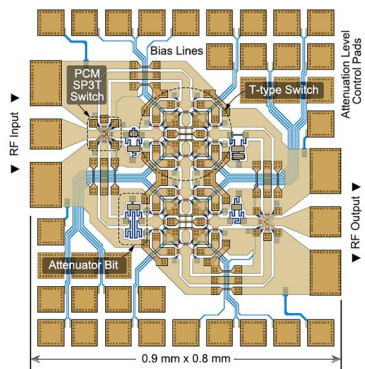 Bias Lines
PCM
SP3T
Switch
T-type Switch
Attenuation Level
Control Pads
◄ RF Input ◄
◄ RF Output ◄
Attenuator Bit
0.9 mm x 0.8 mm